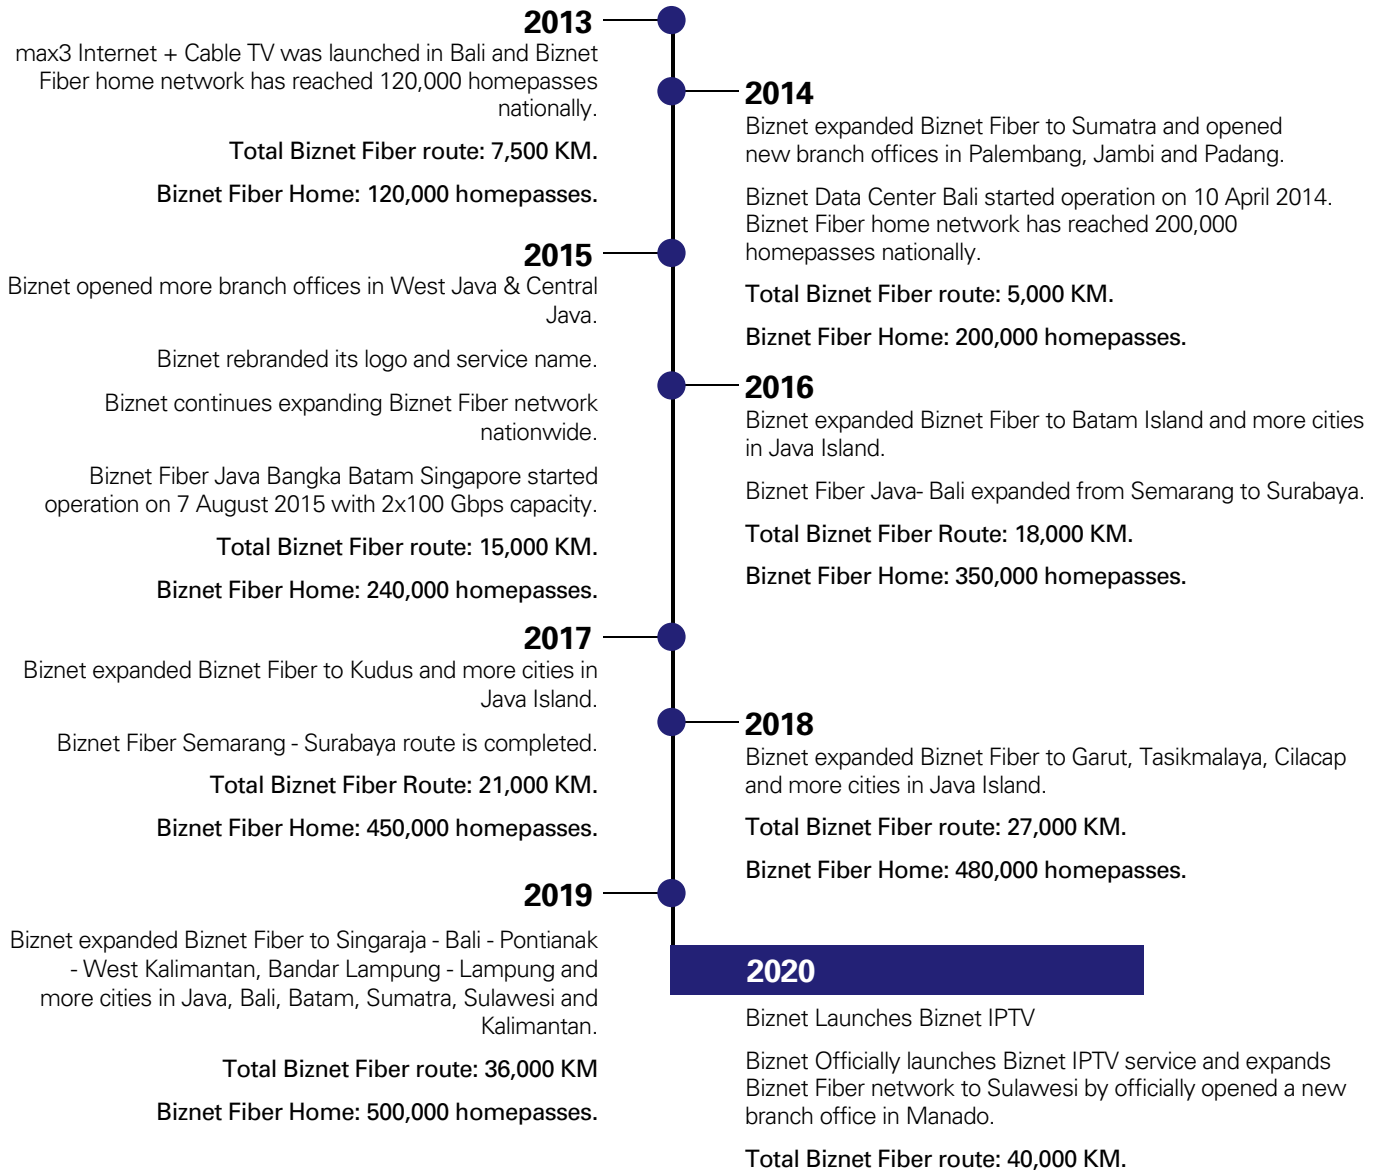 2013
max3 Internet + Cable TV was launched in Bali and Biznet
Fiber home network has reached 120,000 homepasses
nationally.
Total Biznet Fiber route: 7,500 KM.
Biznet Fiber Home: 120,000 homepasses.
2014
Biznet expanded Biznet Fiber to Sumatra and opened
new branch offices in Palembang, Jambi and Padang.
Biznet Data Center Bali started operation on 10 April 2014.
Biznet Fiber home network has reached 200,000
homepasses nationally.
Total Biznet Fiber route: 5,000 KM.
Biznet Fiber Home: 200,000 homepasses.
2015
Biznet opened more branch offices in West Java & Central
Java.
Biznet rebranded its logo and service name.
Biznet continues expanding Biznet Fiber network
nationwide.
Biznet Fiber Java Bangka Batam Singapore started
operation on 7 August 2015 with 2x100 Gbps capacity.
Total Biznet Fiber route: 15,000 KM.
Biznet Fiber Home: 240,000 homepasses.
2016
Biznet expanded Biznet Fiber to Batam Island and more cities
in Java Island.
Biznet Fiber Java- Bali expanded from Semarang to Surabaya.
Total Biznet Fiber Route: 18,000 KM.
Biznet Fiber Home: 350,000 homepasses.
2017
Biznet expanded Biznet Fiber to Kudus and more cities in
Java Island.
Biznet Fiber Semarang - Surabaya route is completed.
Total Biznet Fiber Route: 21,000 KM.
Biznet Fiber Home: 450,000 homepasses.
2018
Biznet expanded Biznet Fiber to Garut, Tasikmalaya, Cilacap
and more cities in Java Island.
Total Biznet Fiber route: 27,000 KM.
Biznet Fiber Home: 480,000 homepasses.
2019
Biznet expanded Biznet Fiber to Singaraja - Bali - Pontianak
- West Kalimantan, Bandar Lampung - Lampung and
more cities in Java, Bali, Batam, Sumatra, Sulawesi and
Kalimantan.
Total Biznet Fiber route: 36,000 KM
Biznet Fiber Home: 500,000 homepasses.
2020
Biznet Launches Biznet IPTV
Biznet Officially launches Biznet IPTV service and expands
Biznet Fiber network to Sulawesi by officially opened a new
branch office in Manado.
Total Biznet Fiber route: 40,000 KM.